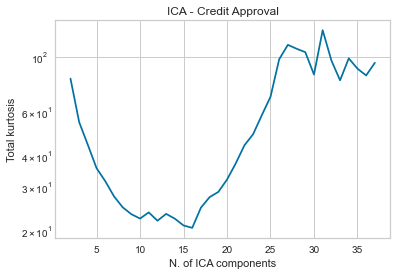 ICA - Credit Approval
Total kurtosis
10²
6 × 10¹
4 × 10¹
3 × 10¹
2 × 10¹
5 10 15 20 25 30 35
N. of ICA components